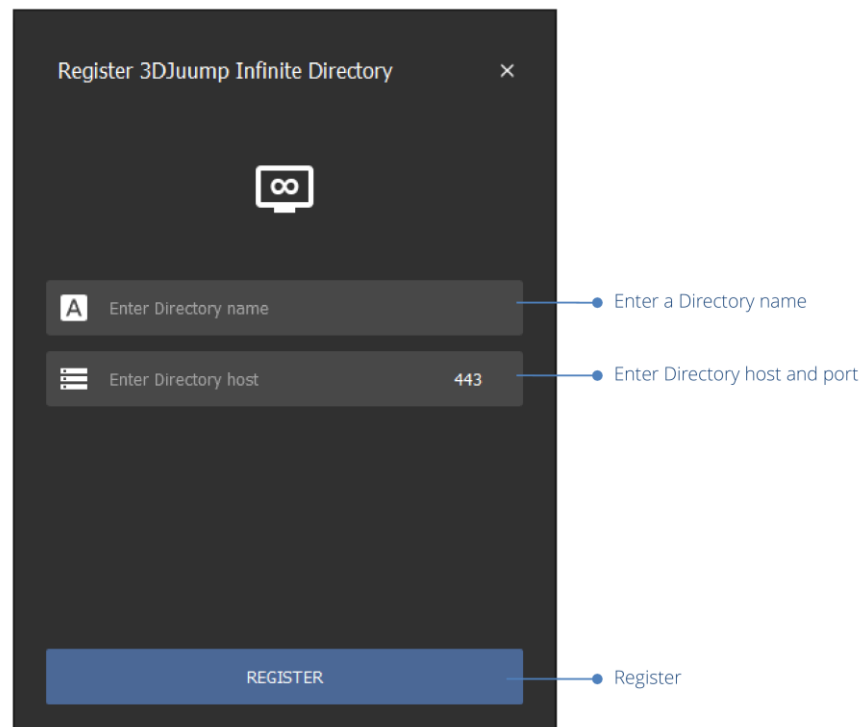 Register 3DJuump Infinite Directory
A Enter Directory name
Enter a Directory name
Enter Directory host 443
Enter Directory host and port
REGISTER
Register